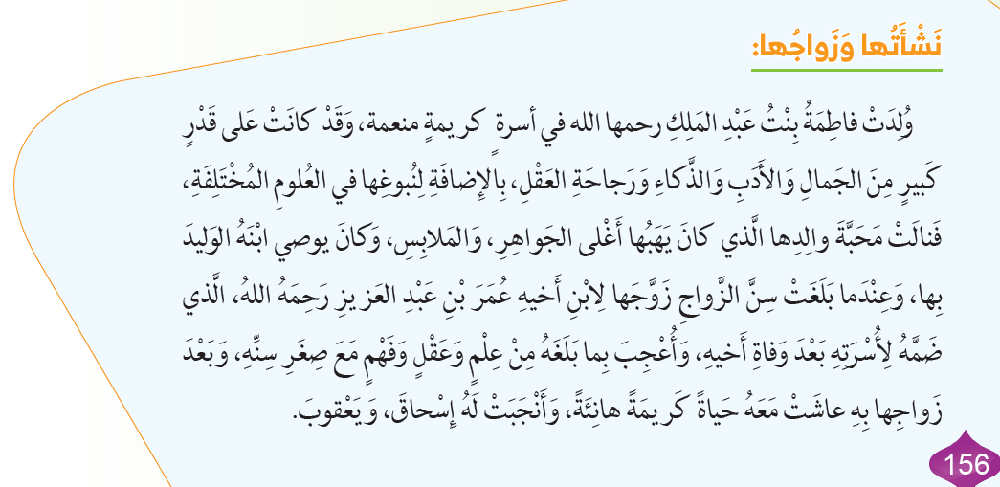 نَشْأَتُها وَزَواجُها:
وُلِدَتْ فاطِمَةُ بِنْتُ عَبْدِ المَلِكِ رحمها الله في أسرةٍ كريمةٍ منعمة، وَقَدْ كانَتْ عَلى قَدْرٍ
كَبيرٍ مِنَ الجَمالِ وَالأَدَبِ وَالذَّكاءِ وَرَجاحَةِ العَقْلِ، بِالإِضافَةِ لِنُبوغِها في العُلومِ المُخْتَلِفَةِ،
فَنالَتْ مَحَبَّةَ والِدِها الَّذي كانَ يَهَبُها أَغْلى الجَواهِرِ، وَالمَلابِسِ، وَكانَ يوصي ابْنَهُ الوَليدَ
بِها، وَعِنْدَما بَلَغَتْ سِنَّ الزَّواجِ زَوَّجَها لِابْنِ أَخيهِ عُمَرَ بْنِ عَبْدِ العَزيزِ رَحِمَهُ اللهُ، الَّذي
ضَمَّهُ لِأُسْرَتِهِ بَعْدَ وَفاةِ أَخيهِ، وَأُعْجِبَ بِما بَلَغَهُ مِنْ عِلْمٍ وَعَقْلٍ وَفَهْمٍ مَعَ صِغَرِ سِنِّهِ، وَبَعْدَ
زَواجِها بِهِ عاشَتْ مَعَهُ حَياةً كَريمَةً هانِئَةً، وَأَنْجَبَتْ لَهُ إِسْحاقَ، وَيَعْقوبَ.
156